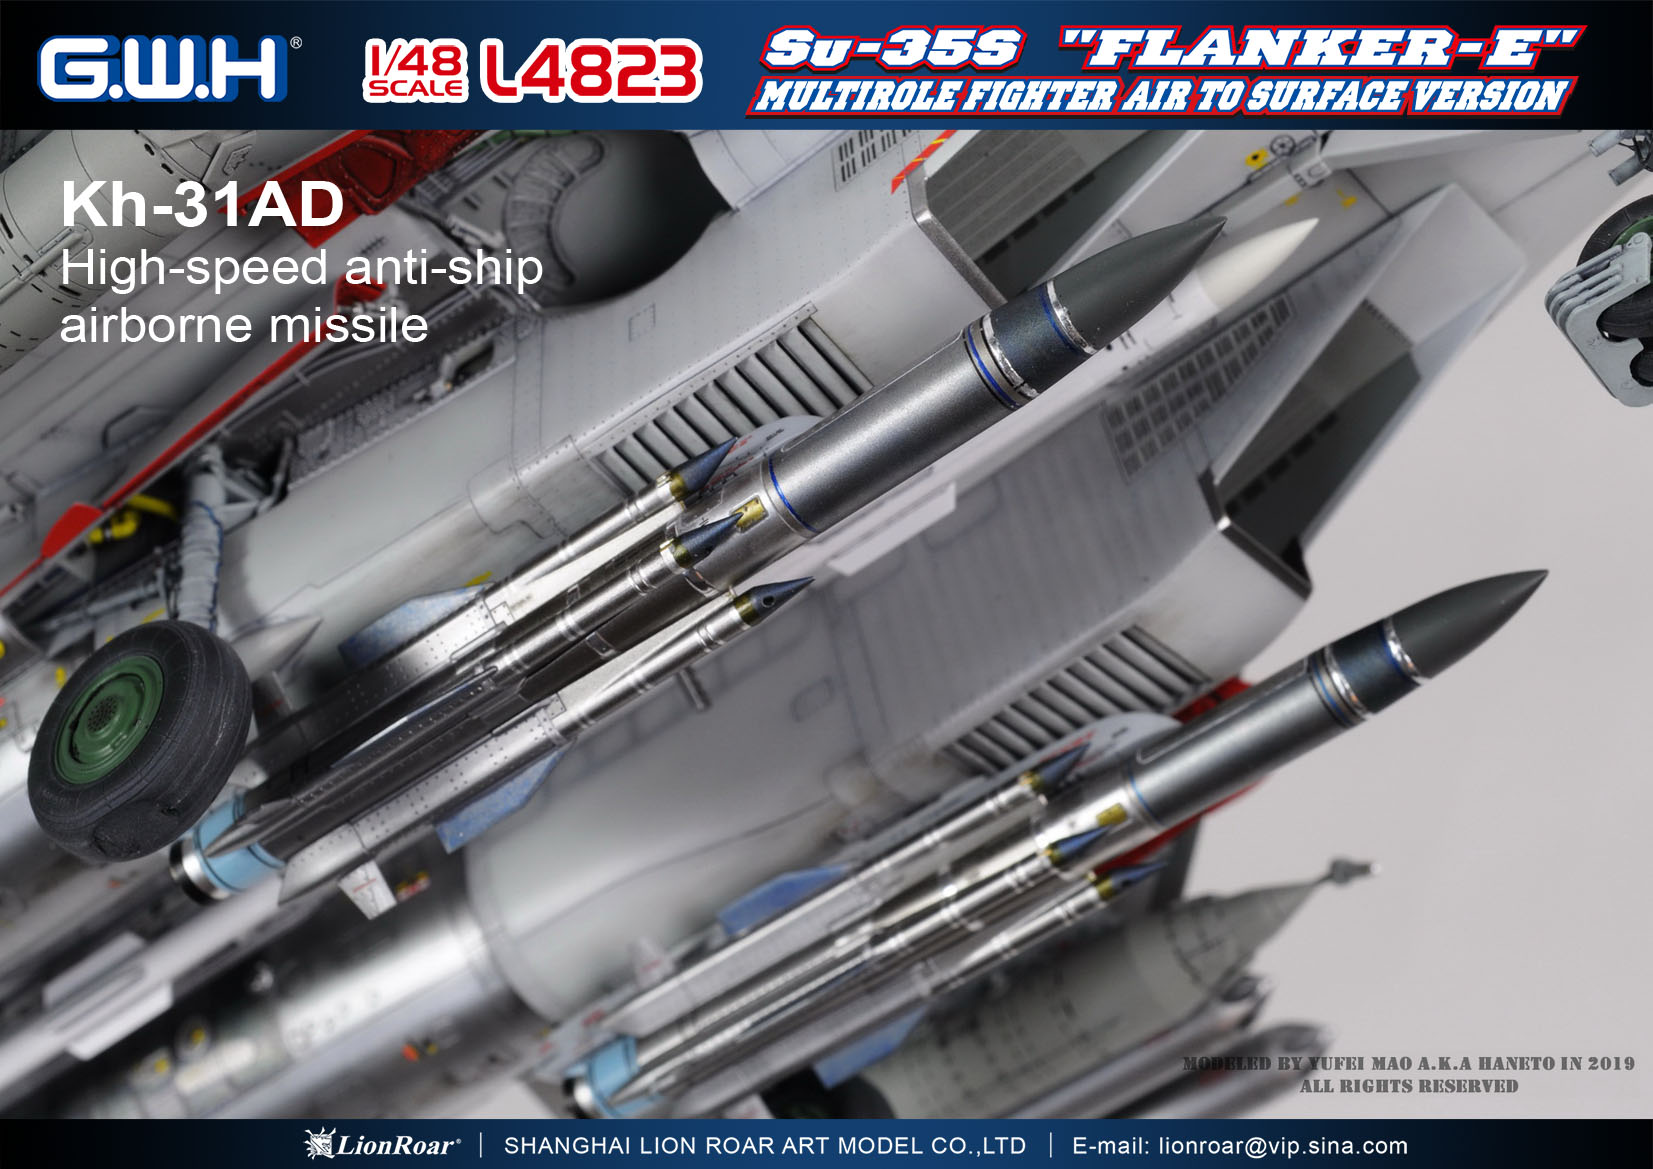 G.W.H®
1/48
SCALE
L4823
Su-35S "FLANKER-E"
MULTIROLE FIGHTER AIR TO SURFACE VERSION
Kh-31AD
High-speed anti-ship
airborne missile
MODELED BY YUFEI MAO A.K.A HANETO IN 2019
ALL RIGHTS RESERVED
LionRoar® | SHANGHAI LION ROAR ART MODEL CO.,LTD | E-mail: lionroar@vip.sina.com